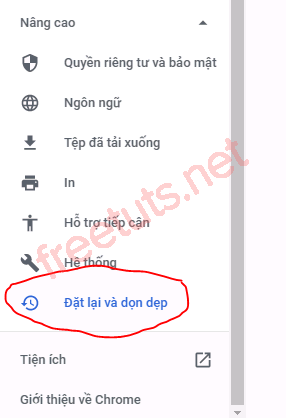 Nâng cao
Quyền riêng tư và bảo mật
Ngôn ngữ
Tệp đã tải xuống
In
Hỗ trợ tiếp cận
Hệ thống
Đặt lại và dọn dẹp
Tiện ích
Giới thiệu về Chrome
freetuts.net